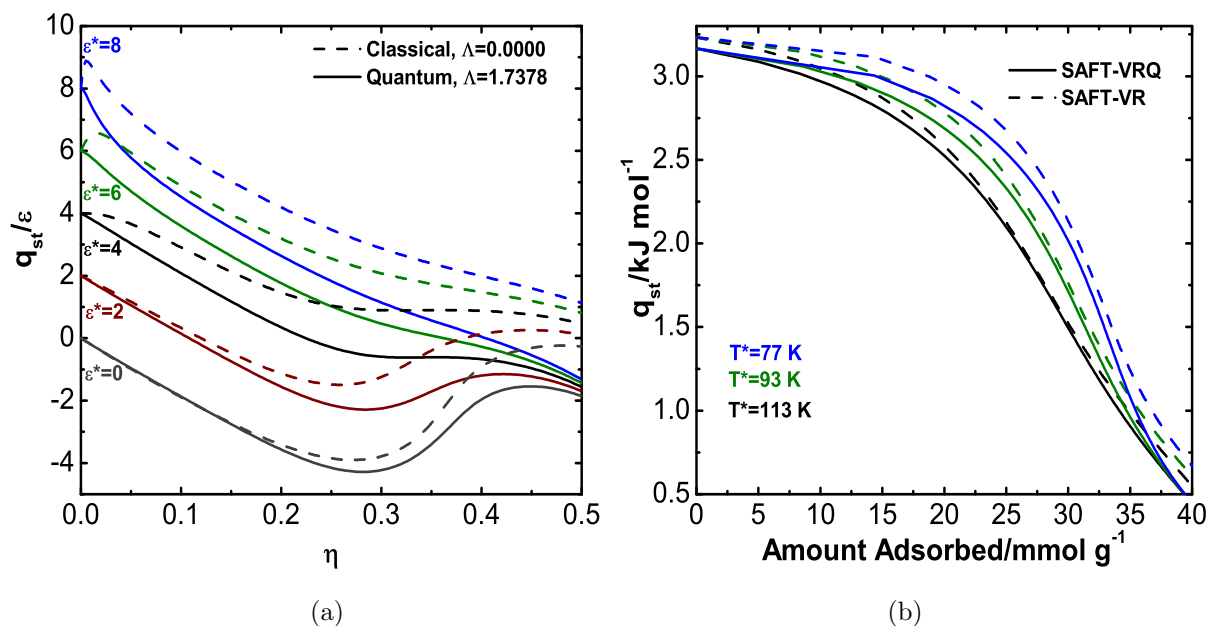 10
8
6
4
2
0
-2
-4
q_st/ε
ε*=8
ε*=6
ε*=4
ε*=2
ε*=0
Classical, Λ=0.0000
Quantum, Λ=1.7378
0.0 0.1 0.2 0.3 0.4 0.5
η
(a)
3.0
2.5
2.0
1.5
1.0
0.5
q_st/kJ mol⁻¹
SAFT-VRQ
SAFT-VR
T*=77 K
T*=93 K
T*=113 K
0 5 10 15 20 25 30 35 40
Amount Adsorbed/mmol g⁻¹
(b)